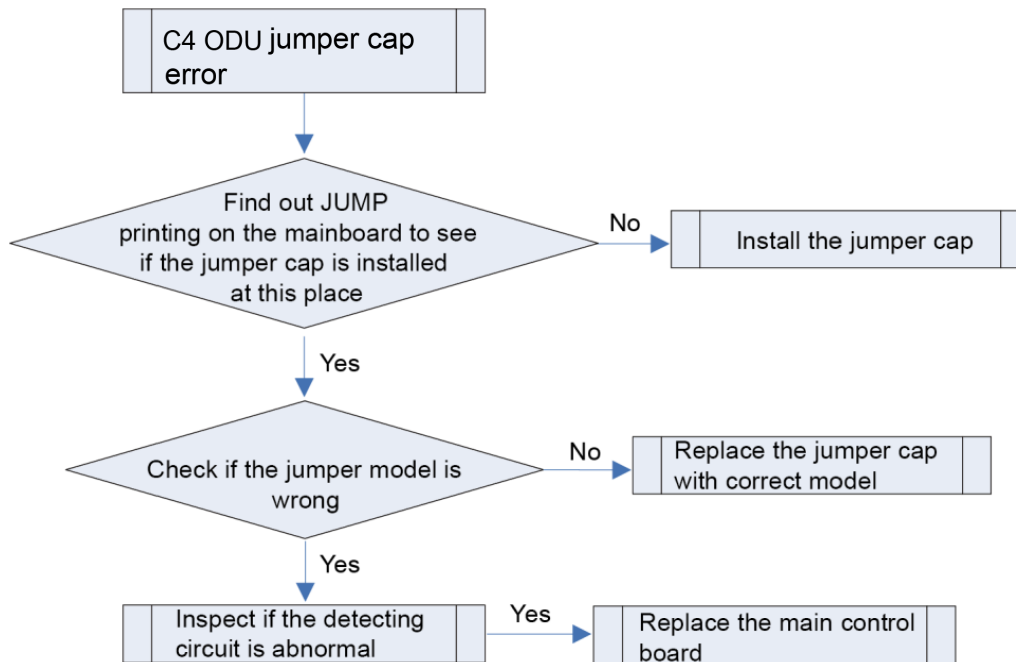 C4 ODU jumper cap
error
Find out JUMP
printing on the mainboard to see
if the jumper cap is installed
at this place
No
Install the jumper cap
Yes
Check if the jumper model is
wrong
No
Replace the jumper cap
with correct model
Yes
Inspect if the detecting
circuit is abnormal
Yes
Replace the main control
board